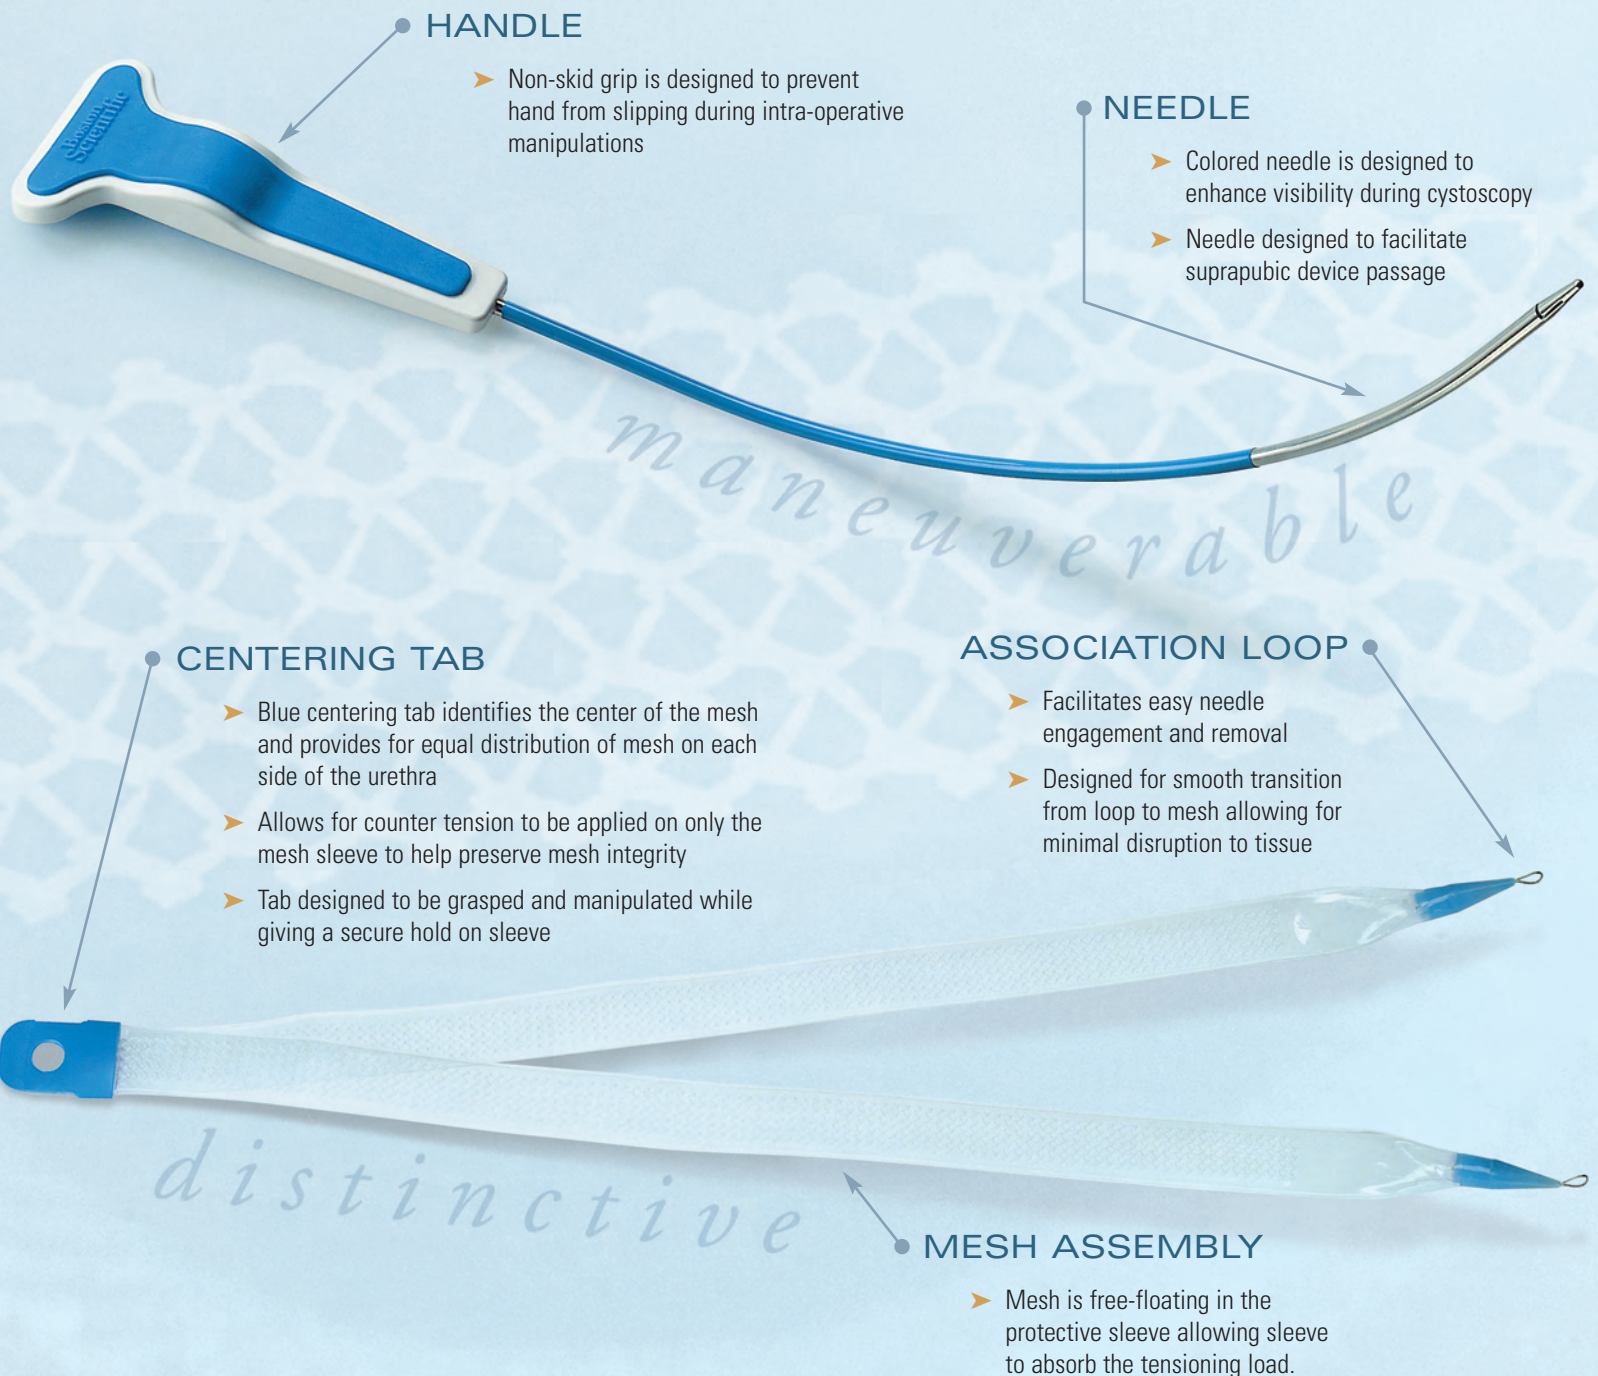 HANDLE
➤ Non-skid grip is designed to prevent
hand from slipping during intra-operative
manipulations
Boston
Scientific
NEEDLE
➤ Colored needle is designed to
enhance visibility during cystoscopy
➤ Needle designed to facilitate
suprapubic device passage
maneuverable
CENTERING TAB
➤ Blue centering tab identifies the center of the mesh
and provides for equal distribution of mesh on each
side of the urethra
➤ Allows for counter tension to be applied on only the
mesh sleeve to help preserve mesh integrity
➤ Tab designed to be grasped and manipulated while
giving a secure hold on sleeve
ASSOCIATION LOOP
➤ Facilitates easy needle
engagement and removal
➤ Designed for smooth transition
from loop to mesh allowing for
minimal disruption to tissue
distinctive
MESH ASSEMBLY
➤ Mesh is free-floating in the
protective sleeve allowing sleeve
to absorb the tensioning load.